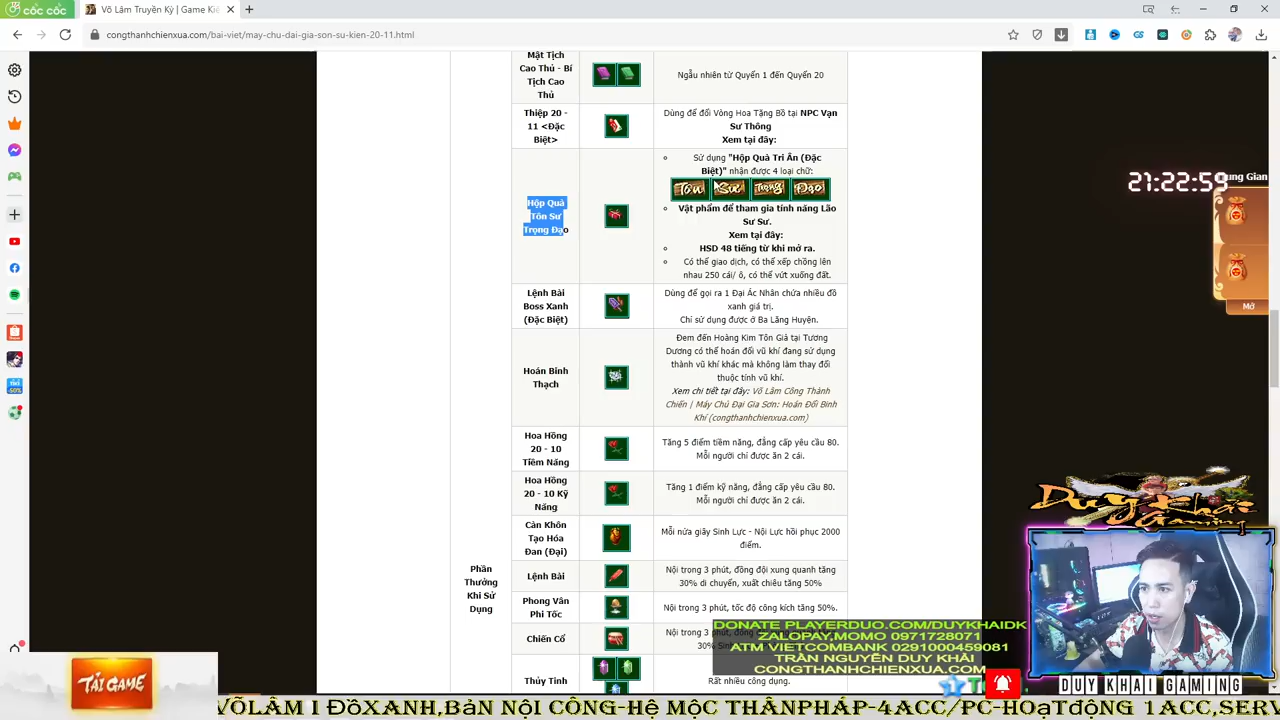 cốc cốc
Võ Lâm Truyền Kỳ | Game Kiế
congthanhchienxua.com/bai-viet/may-chu-dai-gia-son-su-kien-20-11.html
Mật Tịch
Cao Thủ - Bí
Tịch Cao
Thủ
Ngẫu nhiên từ Quyển 1 đến Quyển 20
Thiệp 20 -
11 <Đặc
Biệt>
Dùng để đổi Vòng Hoa Tặng Bồ tại NPC Vạn
Sư Thông
Xem tại đây:
Hộp Quà
Tôn Sư
Trọng Đạo
Sử dụng "Hộp Quà Tri Ân (Đặc
Biệt)" nhận được 4 loại chữ:
Tôn Sư Trọng Đạo
Vật phẩm để tham gia tính năng Lão
Sư Sư.
Xem tại đây:
HSD 48 tiếng từ khi mở ra.
Có thể giao dịch, có thể xếp chồng lên
nhau 250 cái/ ô, có thể vứt xuống đất.
Lệnh Bài
Boss Xanh
(Đặc Biệt)
Dùng để gọi ra 1 Đại Ác Nhân chứa nhiều đồ
xanh giá trị.
Chỉ sử dụng được ở Ba Lăng Huyện.
Hoán Binh
Thạch
Đem đến Hoàng Kim Tôn Giả tại Tương
Dương có thể hoán đổi vũ khí đang sử dụng
thành vũ khí khác mà không làm thay đổi
thuộc tính vũ khí.
Xem chi tiết tại đây: Võ Lâm Công Thành
Chiến | Máy Chủ Đại Gia Sơn: Hoán Đổi Binh
Khí (congthanhchienxua.com)
Hoa Hồng
20 - 10
Tiềm Năng
Tăng 5 điểm tiềm năng, đẳng cấp yêu cầu 80.
Mỗi người chỉ được ăn 2 cái.
Hoa Hồng
20 - 10 Kỹ
Năng
Tăng 1 điểm kỹ năng, đẳng cấp yêu cầu 80.
Mỗi người chỉ được ăn 2 cái.
Càn Khôn
Tạo Hóa
Đan (Đại)
Mỗi nửa giây Sinh Lực - Nội Lực hồi phục 2000
điểm.
Phần
Thưởng
Khi Sử
Dụng
Lệnh Bài
Nội trong 3 phút, đồng đội xung quanh tăng
30% di chuyển, xuất chiêu tăng 50%
Phong Vân
Phi Tốc
Nội trong 3 phút, tốc độ công kích tăng 50%.
Chiến Cổ
Nội trong 3 phút, đồng
30% Sinh
Thủy Tinh
Rất nhiều công dụng.
21:22:59
ung Gian
Mở
Duy Khải
Gaming
DONATE PLAYERDUO.COM/DUYKHAIDK
ZALOPAY,MOMO 0971728071
ATM VIETCOMBANK 0291000459081
TRẦN NGUYỄN DUY KHẢI
CONGTHANHCHIENXUA.COM
DUY KHAI GAMING
TẢI GAME
VÕLÂM I ĐồXANH,BảN NộI CÔNG-Hệ MộC THÂNPHÁP-4ACC/PC-HOạTđộNG 1ACC,SERV